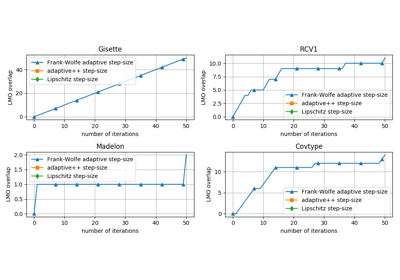 Gisette
LMO overlap
40
20
0
Frank-Wolfe adaptive step-size
adaptive++ step-size
Lipschitz step-size
0 10 20 30 40 50
number of iterations
RCV1
LMO overlap
10.0
7.5
5.0
2.5
0.0
Frank-Wolfe adaptive step-size
adaptive++ step-size
Lipschitz step-size
0 10 20 30 40 50
number of iterations
Madelon
LMO overlap
2.0
1.5
1.0
0.5
0.0
Frank-Wolfe adaptive step-size
adaptive++ step-size
Lipschitz step-size
0 10 20 30 40 50
number of iterations
Covtype
LMO overlap
10
5
0
Frank-Wolfe adaptive step-size
adaptive++ step-size
Lipschitz step-size
0 10 20 30 40 50
number of iterations